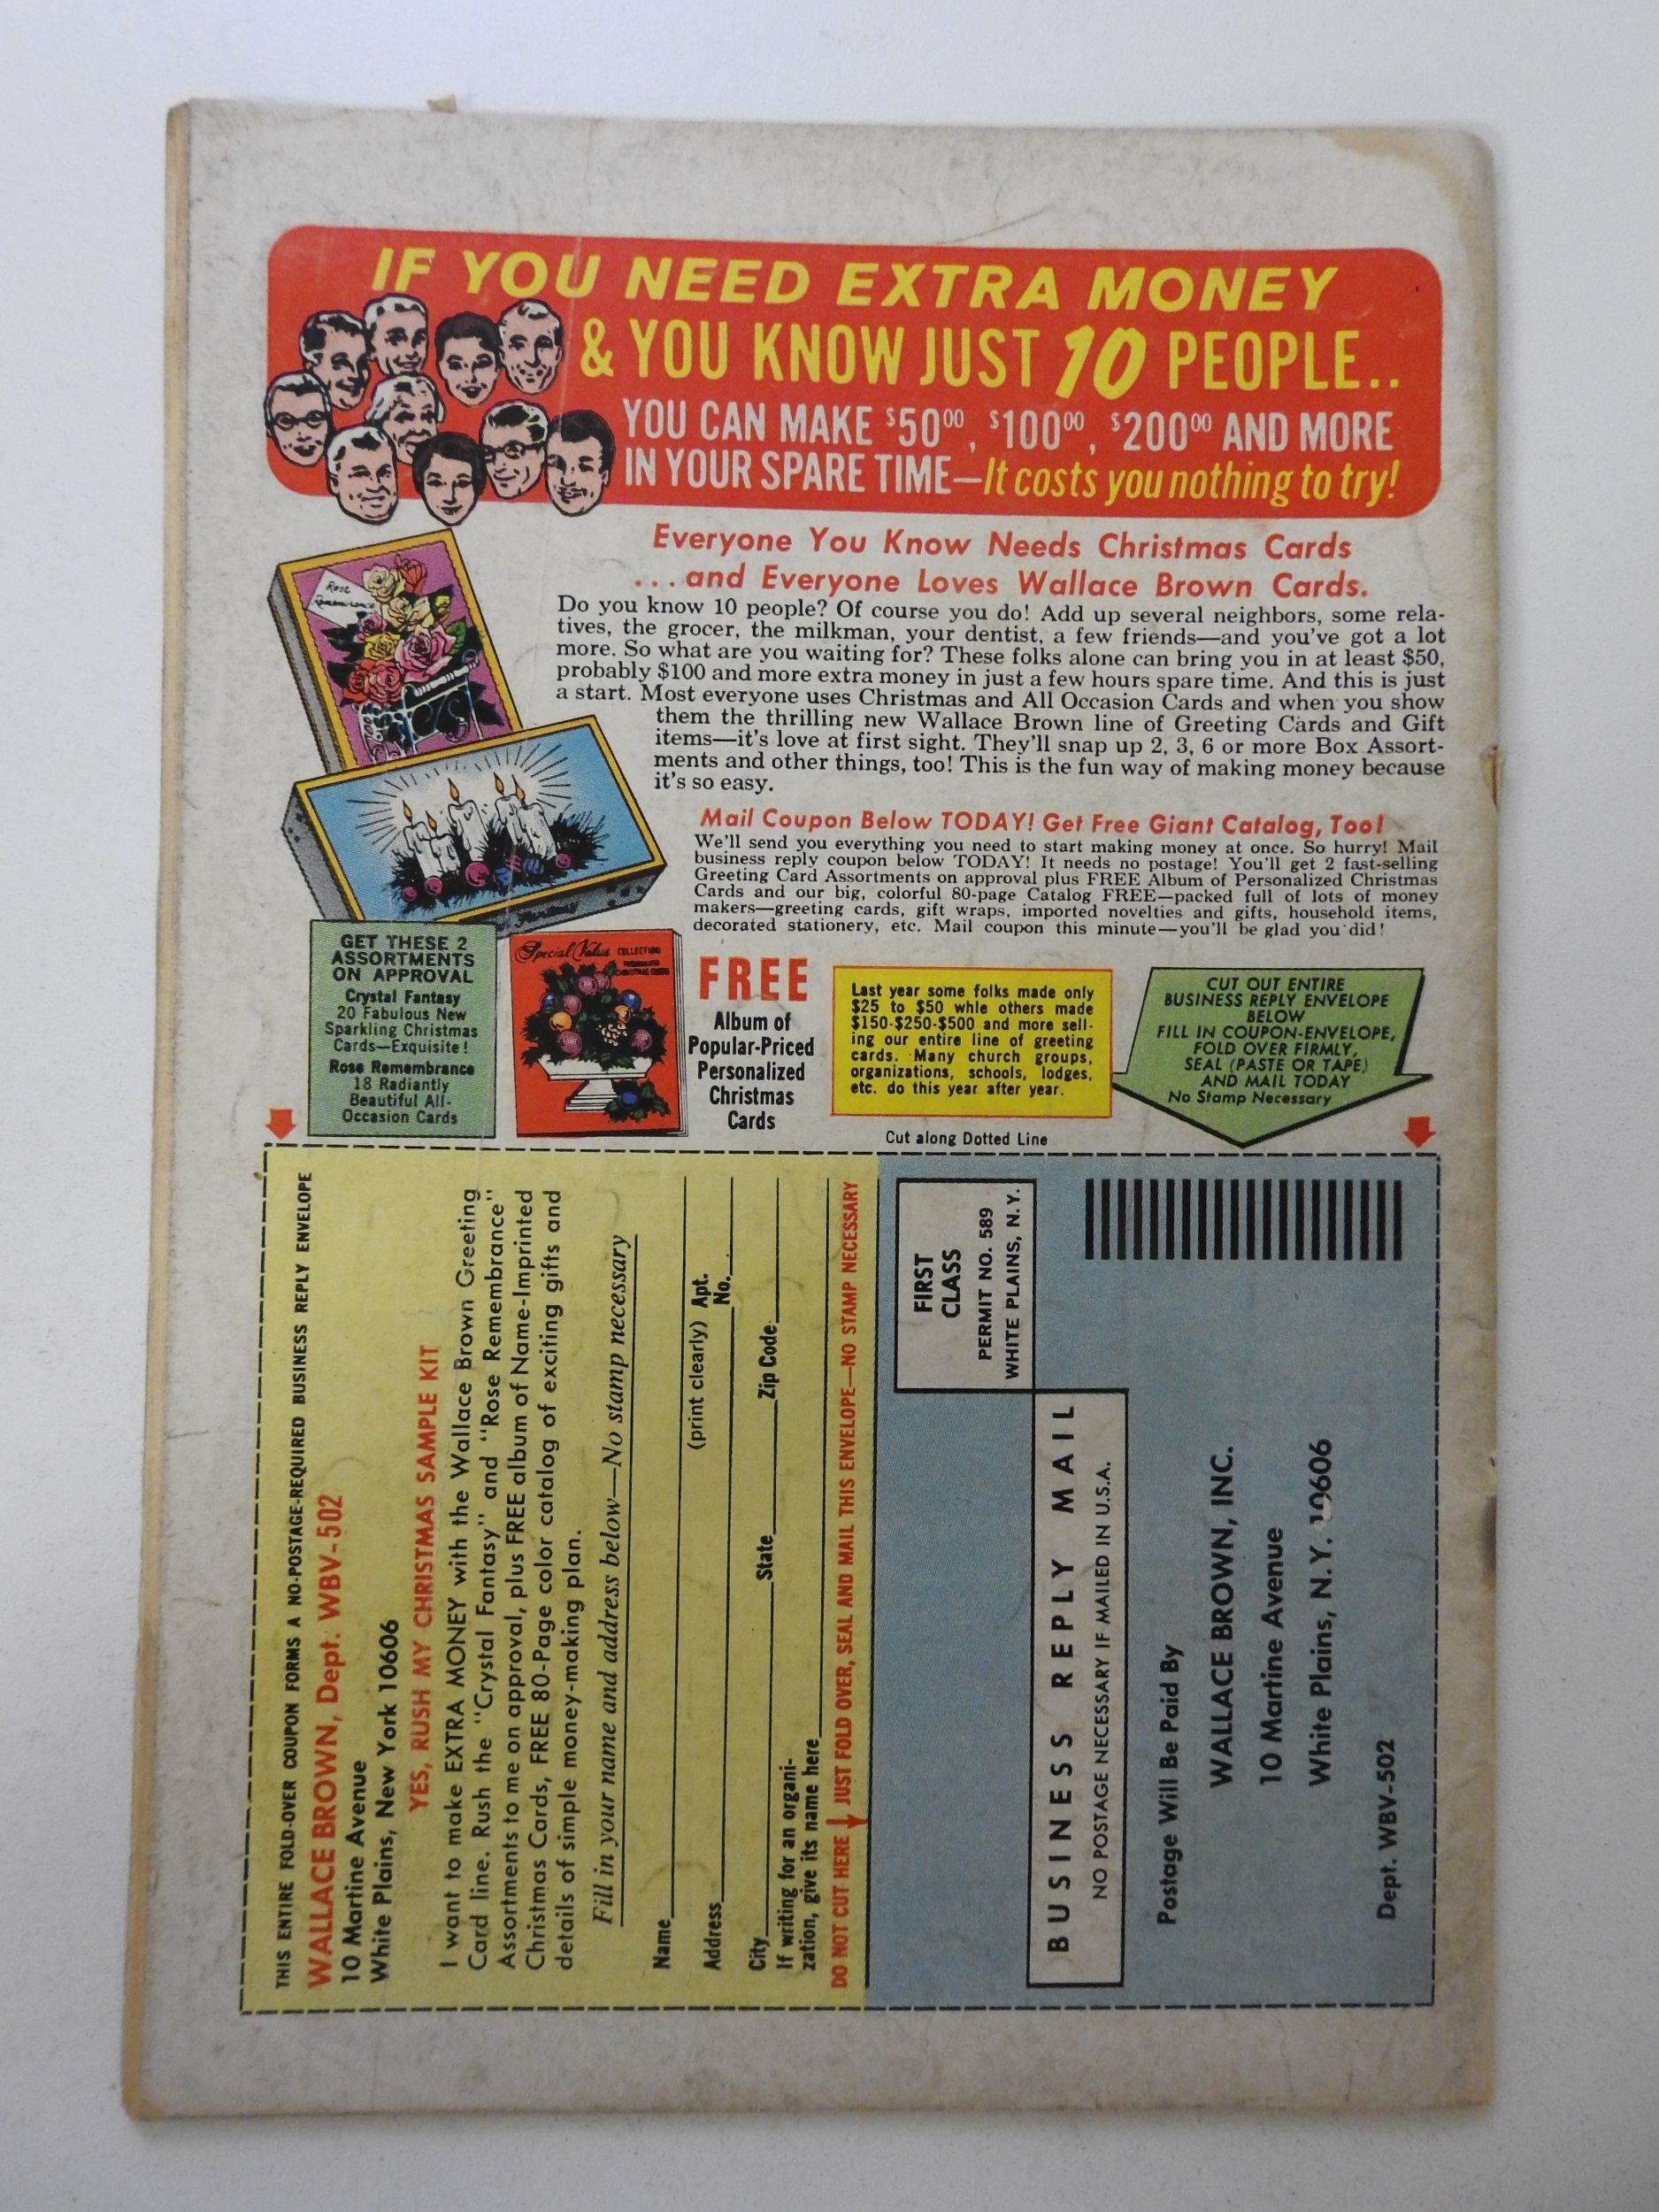 IF YOU NEED EXTRA MONEY
& YOU KNOW JUST 10 PEOPLE..
YOU CAN MAKE $50⁰⁰, $100⁰⁰, $200⁰⁰ AND MORE
IN YOUR SPARE TIME—It costs you nothing to try!
Everyone You Know Needs Christmas Cards
...and Everyone Loves Wallace Brown Cards.
Rose
Remembrance
Do you know 10 people? Of course you do! Add up several neighbors, some rela-
tives, the grocer, the milkman, your dentist, a few friends—and you've got a lot
more. So what are you waiting for? These folks alone can bring you in at least $50,
probably $100 and more extra money in just a few hours spare time. And this is just
a start. Most everyone uses Christmas and All Occasion Cards and when you show
them the thrilling new Wallace Brown line of Greeting Cards and Gift
items—it's love at first sight. They'll snap up 2, 3, 6 or more Box Assort-
ments and other things, too! This is the fun way of making money because
it's so easy.
Mail Coupon Below TODAY! Get Free Giant Catalog, Too!
We'll send you everything you need to start making money at once. So hurry! Mail
business reply coupon below TODAY! It needs no postage! You'll get 2 fast-selling
Greeting Card Assortments on approval plus FREE Album of Personalized Christmas
Cards and our big, colorful 80-page Catalog FREE—packed full of lots of money
makers—greeting cards, gift wraps, imported novelties and gifts, household items,
decorated stationery, etc. Mail coupon this minute—you'll be glad you did!
GET THESE 2
ASSORTMENTS
ON APPROVAL
Crystal Fantasy
20 Fabulous New
Sparkling Christmas
Cards—Exquisite!
Rose Remembrance
18 Radiantly
Beautiful All-
Occasion Cards
Special Value COLLECTION
PERSONALIZED
CHRISTMAS CARDS
FREE
Album of
Popular-Priced
Personalized
Christmas
Cards
Last year some folks made only
$25 to $50 whle others made
$150-$250-$500 and more sell-
ing our entire line of greeting
cards. Many church groups,
organizations, schools, lodges,
etc. do this year after year.
CUT OUT ENTIRE
BUSINESS REPLY ENVELOPE
BELOW
FILL IN COUPON-ENVELOPE,
FOLD OVER FIRMLY,
SEAL (PASTE OR TAPE)
AND MAIL TODAY
No Stamp Necessary
Cut along Dotted Line
THIS ENTIRE FOLD-OVER COUPON FORMS A NO-POSTAGE-REQUIRED BUSINESS REPLY ENVELOPE
WALLACE BROWN, Dept. WBV-502
10 Martine Avenue
White Plains, New York 10606
YES, RUSH MY CHRISTMAS SAMPLE KIT
I want to make EXTRA MONEY with the Wallace Brown Greeting
Card line. Rush the "Crystal Fantasy" and "Rose Remembrance"
Assortments to me on approval, plus FREE album of Name-Imprinted
Christmas Cards, FREE 80-Page color catalog of exciting gifts and
details of simple money-making plan.
Fill in your name and address below—No stamp necessary
Name
(print clearly) Apt.
Address No.
City State Zip Code
If writing for an organi-
zation, give its name here
DO NOT CUT HERE JUST FOLD OVER, SEAL AND MAIL THIS ENVELOPE—NO STAMP NECESSARY
FIRST
CLASS
PERMIT NO. 589
WHITE PLAINS, N.Y.
BUSINESS REPLY MAIL
NO POSTAGE NECESSARY IF MAILED IN U.S.A.
Postage Will Be Paid By
WALLACE BROWN, INC.
10 Martine Avenue
White Plains, N.Y. 10606
Dept. WBV-502